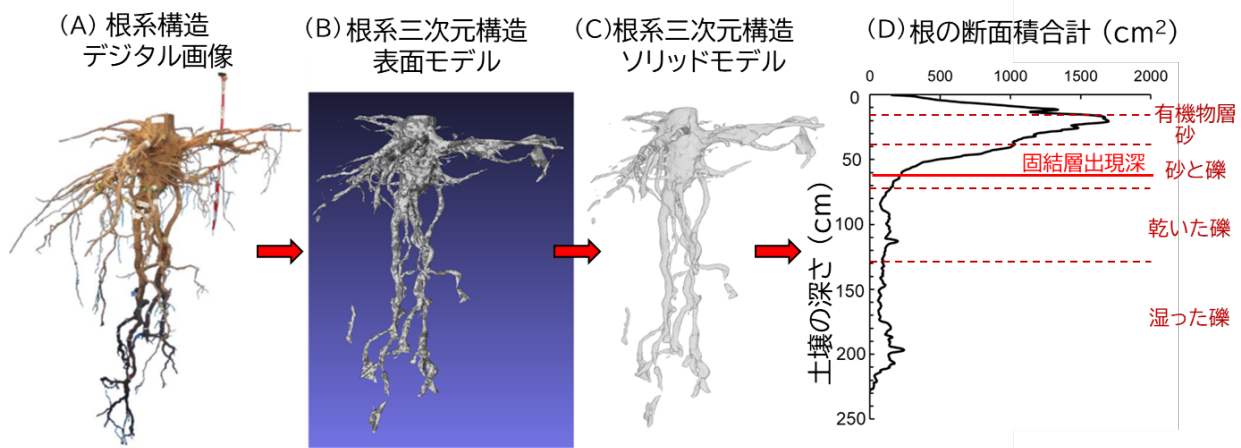 (A) 根系構造
デジタル画像
(B) 根系三次元構造
表面モデル
(C)根系三次元構造
ソリッドモデル
(D) 根の断面積合計 (cm²)
0 500 1000 1500 2000
土壌の深さ (cm)
0
50
100
150
200
250
有機物層
砂
固結層出現深
砂と礫
乾いた礫
湿った礫